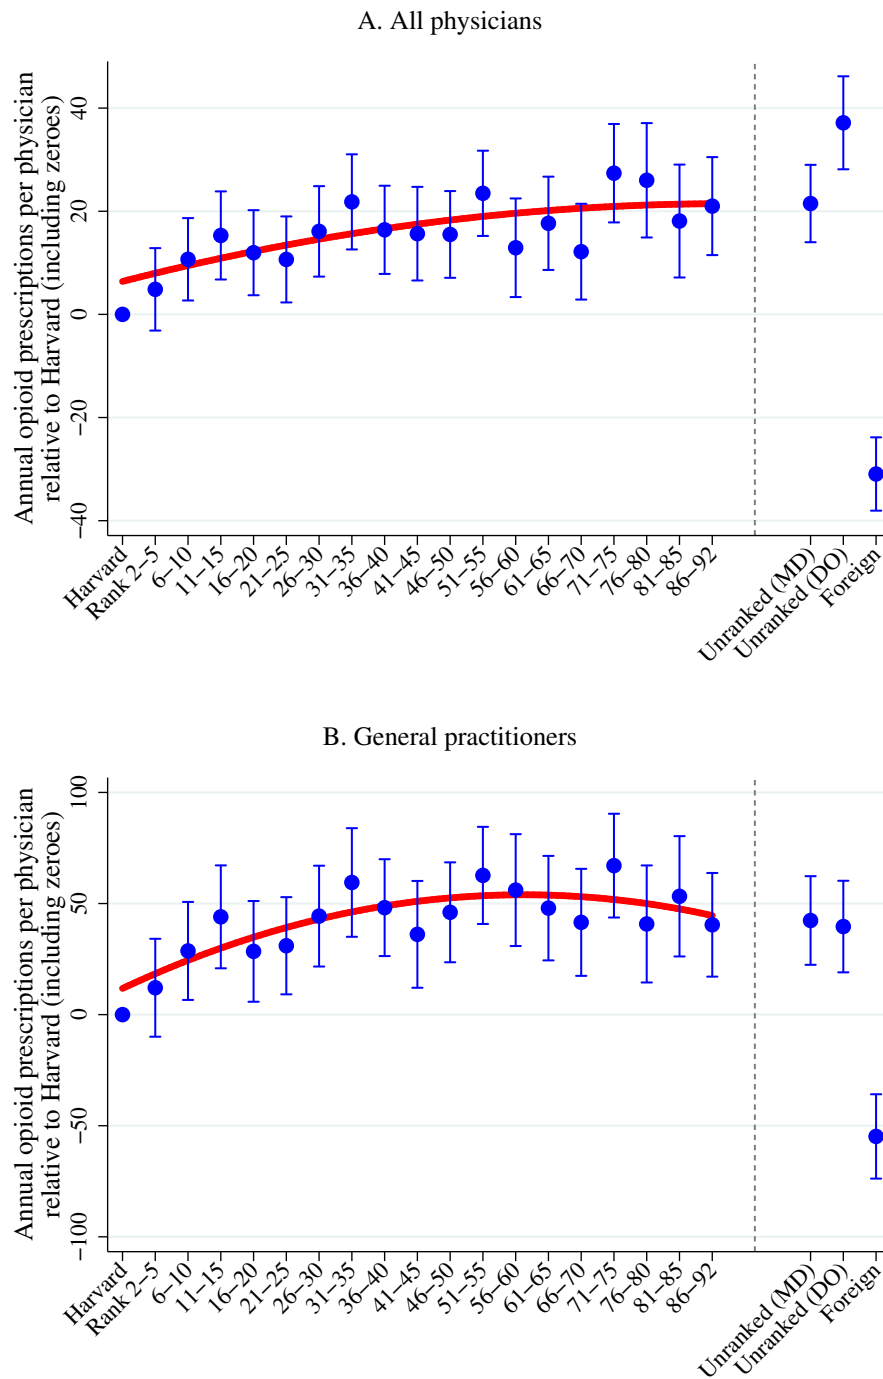 A. All physicians
Annual opioid prescriptions per physician
relative to Harvard (including zeroes)
40
20
0
−20
−40
Harvard
Rank 2–5
6–10
11–15
16–20
21–25
26–30
31–35
36–40
41–45
46–50
51–55
56–60
61–65
66–70
71–75
76–80
81–85
86–92
Unranked (MD)
Unranked (DO)
Foreign
B. General practitioners
Annual opioid prescriptions per physician
relative to Harvard (including zeroes)
100
50
0
−50
−100
Harvard
Rank 2–5
6–10
11–15
16–20
21–25
26–30
31–35
36–40
41–45
46–50
51–55
56–60
61–65
66–70
71–75
76–80
81–85
86–92
Unranked (MD)
Unranked (DO)
Foreign